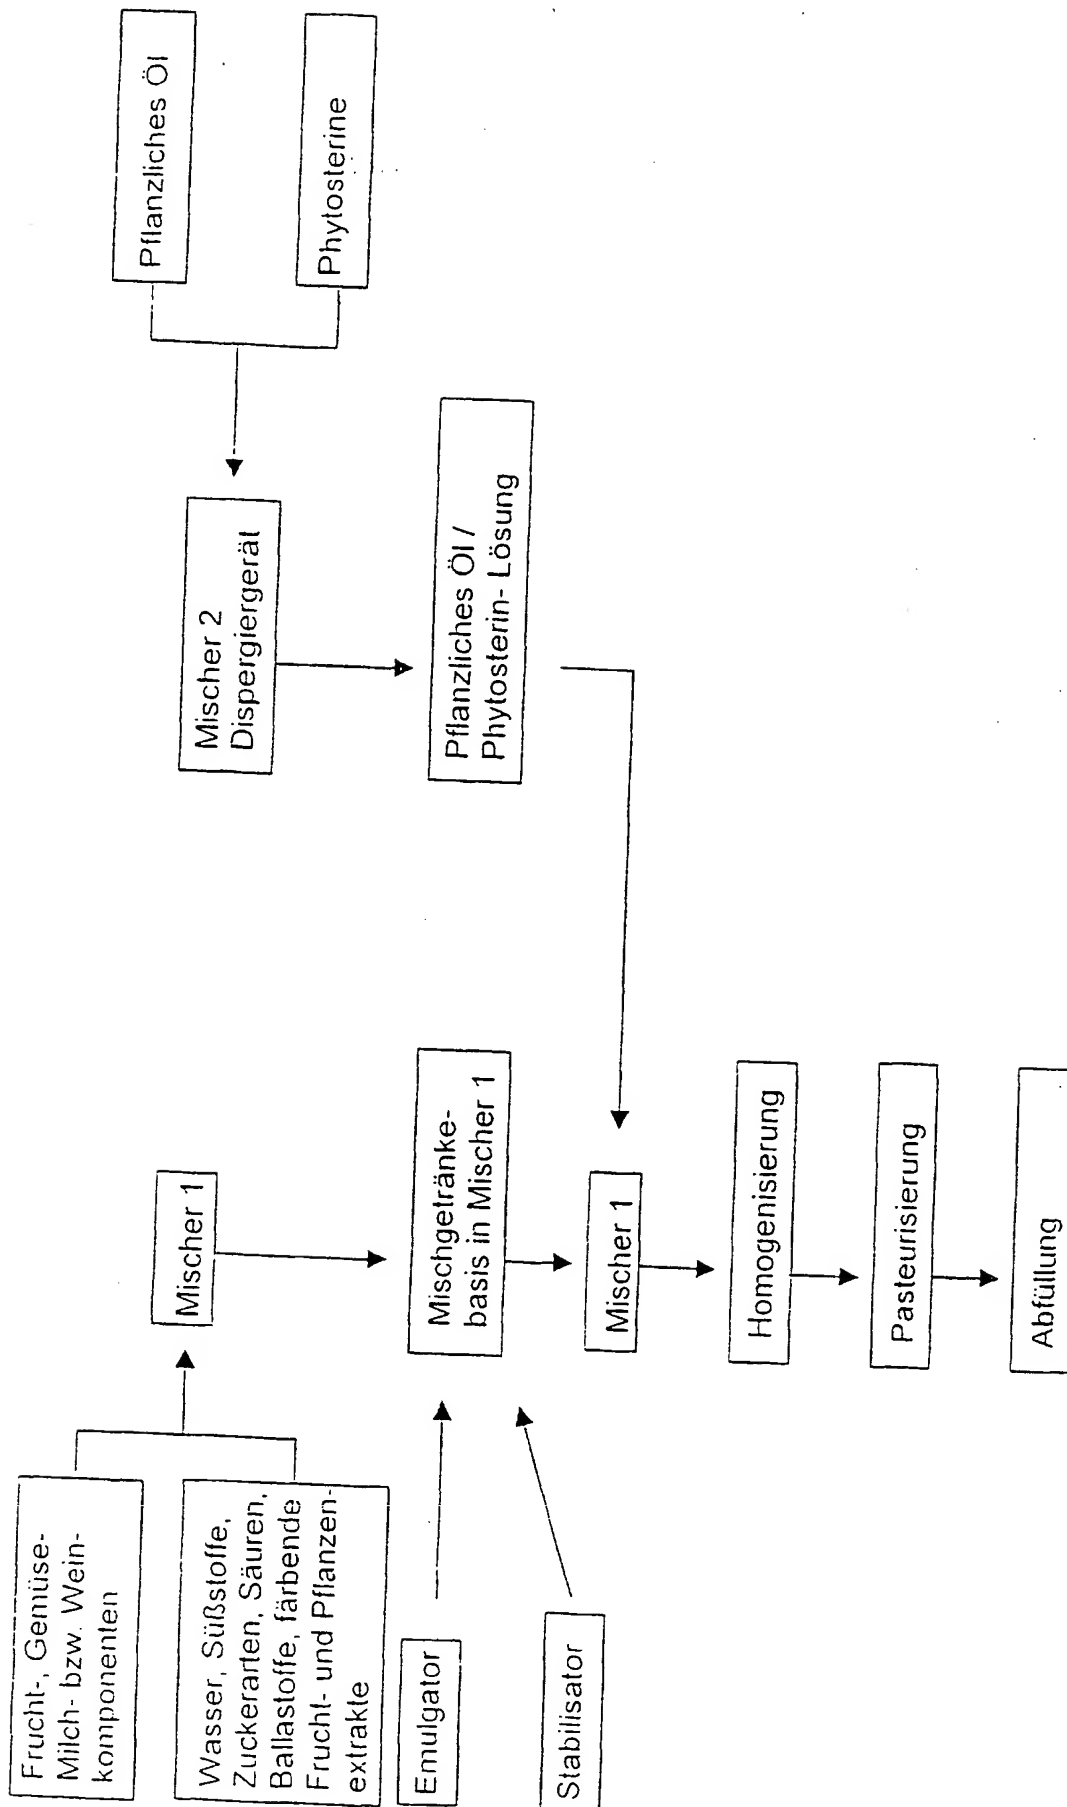 Frucht-, Gemüse-
Milch- bzw. Wein-
komponenten
Wasser, Süßstoffe,
Zuckerarten, Säuren,
Ballastoffe, färbende
Frucht- und Pflanzen-
extrakte
Emulgator
Stabilisator
Mischer 1
Mischgetränke-
basis in Mischer 1
Mischer 1
Homogenisierung
Pasteurisierung
Abfüllung
Mischer 2
Dispergiergerät
Pflanzliches Öl /
Phytosterin- Lösung
Pflanzliches Öl
Phytosterine